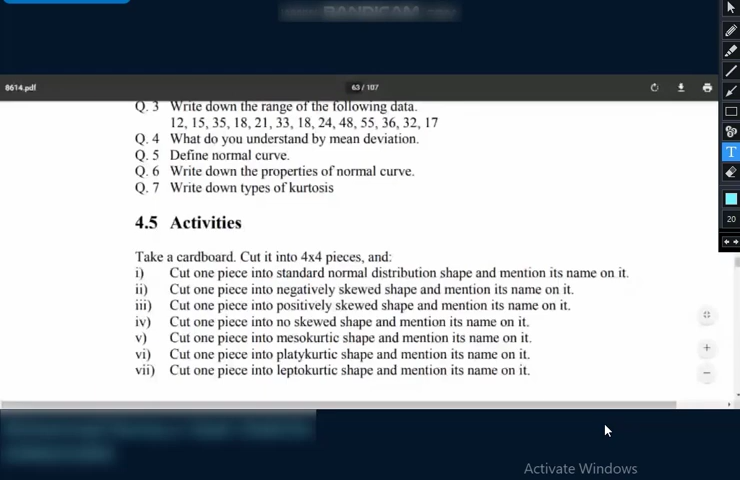 BANDICAM
8614.pdf
63 / 107
Q. 3 Write down the range of the following data.
12, 15, 35, 18, 21, 33, 18, 24, 48, 55, 36, 32, 17
Q. 4 What do you understand by mean deviation.
Q. 5 Define normal curve.
Q. 6 Write down the properties of normal curve.
Q. 7 Write down types of kurtosis
4.5 Activities
Take a cardboard. Cut it into 4x4 pieces, and:
i) Cut one piece into standard normal distribution shape and mention its name on it.
ii) Cut one piece into negatively skewed shape and mention its name on it.
iii) Cut one piece into positively skewed shape and mention its name on it.
iv) Cut one piece into no skewed shape and mention its name on it.
v) Cut one piece into mesokurtic shape and mention its name on it.
vi) Cut one piece into platykurtic shape and mention its name on it.
vii) Cut one piece into leptokurtic shape and mention its name on it.
T
20
Activate Windows